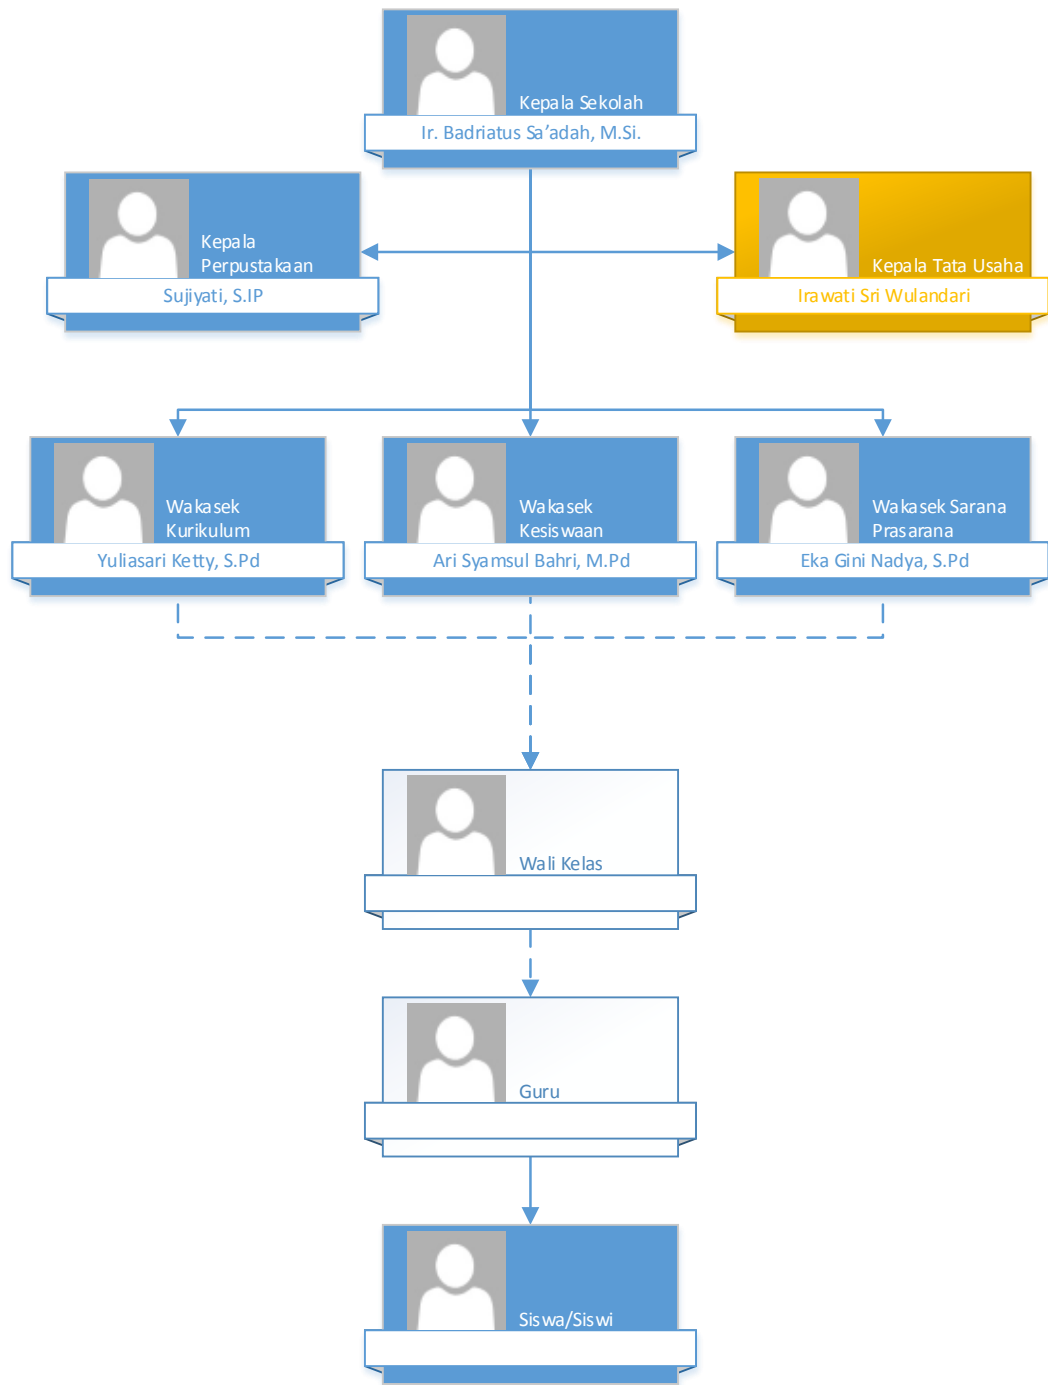 Kepala Sekolah
Ir. Badriatus Sa’adah, M.Si.
Kepala
Perpustakaan
Sujiyati, S.IP
Kepala Tata Usaha
Irawati Sri Wulandari
Wakasek
Kurikulum
Yuliasari Ketty, S.Pd
Wakasek
Kesiswaan
Ari Syamsul Bahri, M.Pd
Wakasek Sarana
Prasarana
Eka Gini Nadya, S.Pd
Wali Kelas
Guru
Siswa/Siswi